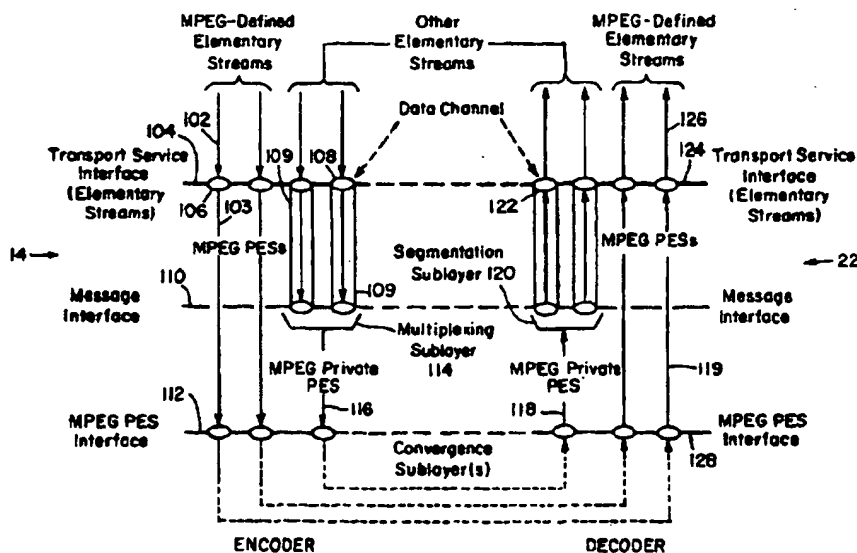 MPEG-Defined
Elementary
Streams
Other
Elementary
Streams
MPEG-Defined
Elementary
Streams
102
104
Data Channel
126
124
109
108
Transport Service
Interface
(Elementary
Streams)
106
103
122
Transport Service
Interface
(Elementary
Streams)
MPEG PESs
MPEG PESs
14
Segmentation
Sublayer 120
22
110
109
Message
Interface
Message
Interface
Multiplexing
Sublayer
114
MPEG Private
PES
MPEG Private
PES
119
112
116
118
MPEG PES
Interface
MPEG PES
Interface
Convergence
Sublayer(s)
128
ENCODER
DECODER